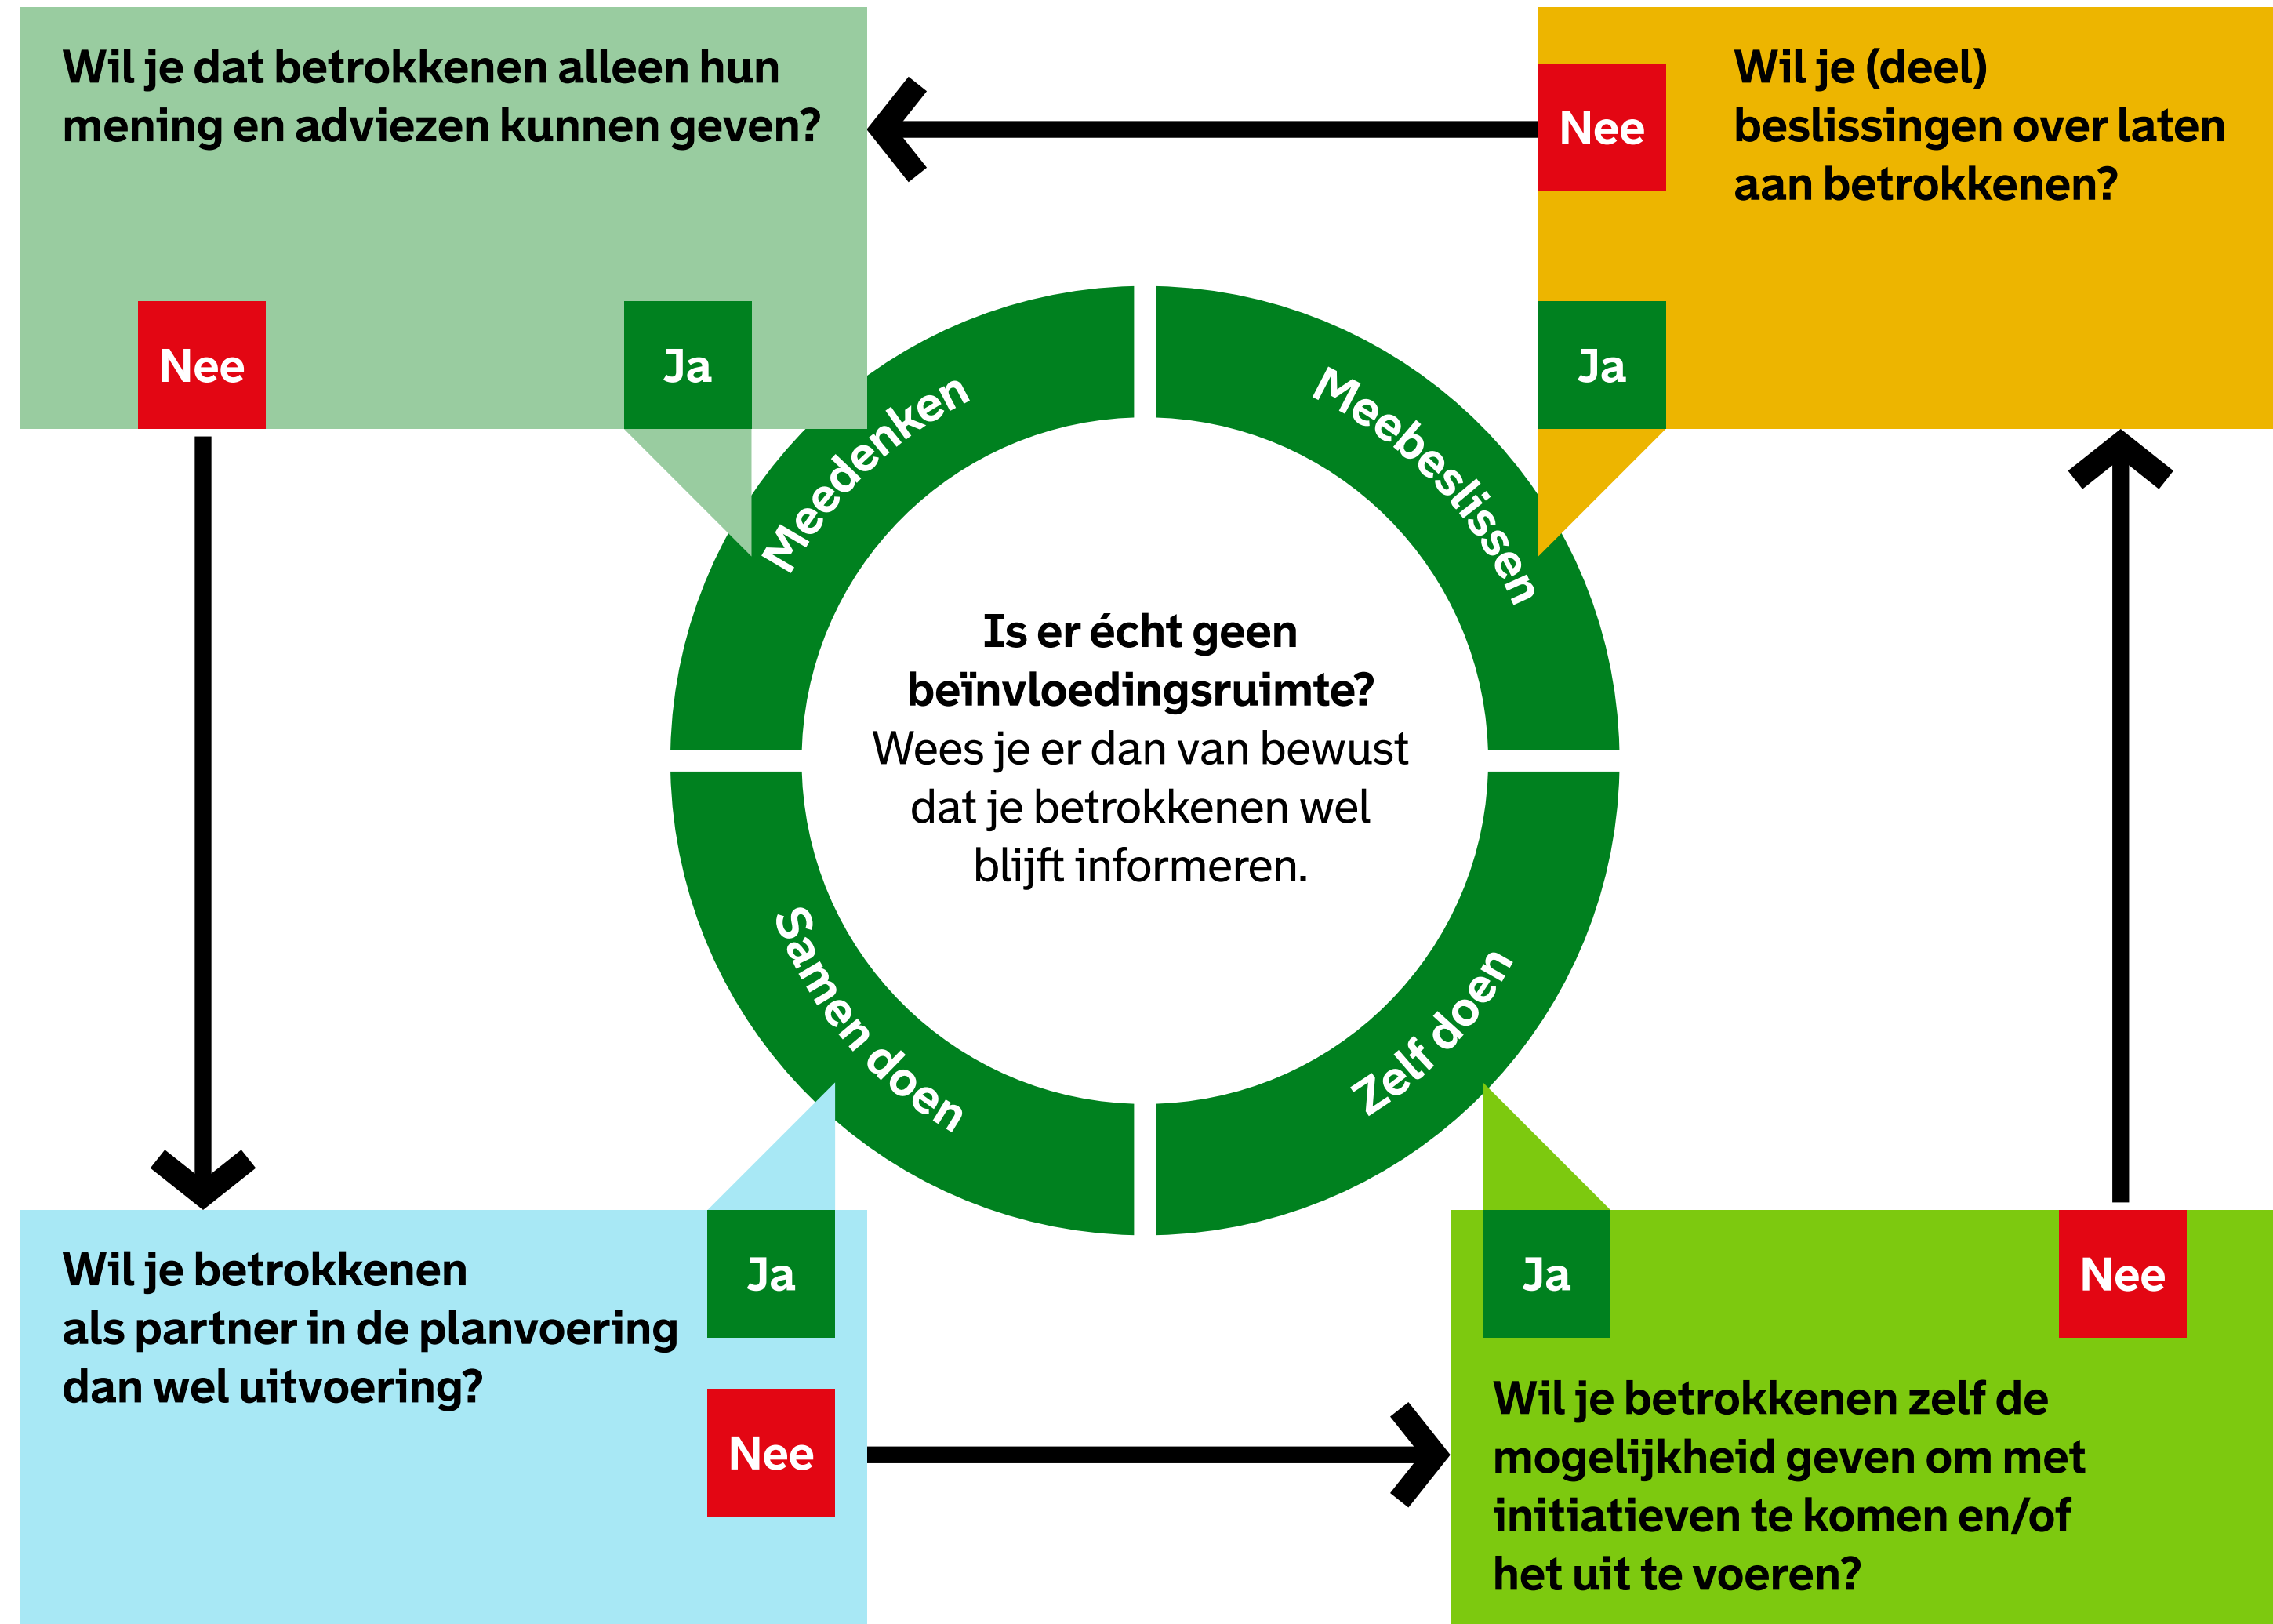 Wil je dat betrokkenen alleen hun
mening en adviezen kunnen geven?
Nee
Ja
Wil je (deel)
beslissingen over laten
aan betrokkenen?
Nee
Ja
Meedenken
Meebeslissen
Is er écht geen
beïnvloedingsruimte?
Wees je er dan van bewust
dat je betrokkenen wel
blijft informeren.
Samen doen
Zelf doen
Wil je betrokkenen
als partner in de planvoering
dan wel uitvoering?
Ja
Nee
Ja
Nee
Wil je betrokkenen zelf de
mogelijkheid geven om met
initiatieven te komen en/of
het uit te voeren?